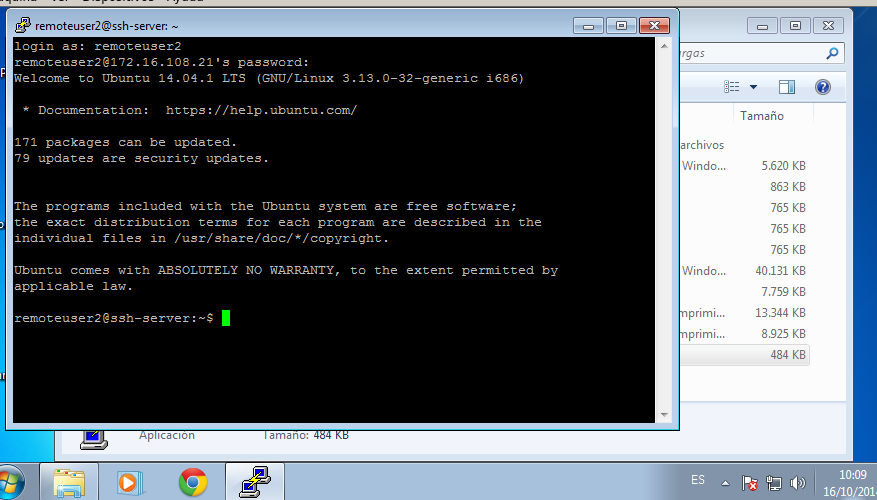 Ver Dispositivos Ayuda
remoteuser2@ssh-server: ~
login as: remoteuser2
remoteuser2@172.16.108.21's password:
Welcome to Ubuntu 14.04.1 LTS (GNU/Linux 3.13.0-32-generic i686)
* Documentation: https://help.ubuntu.com/
171 packages can be updated.
79 updates are security updates.
The programs included with the Ubuntu system are free software;
the exact distribution terms for each program are described in the
individual files in /usr/share/doc/*/copyright.
Ubuntu comes with ABSOLUTELY NO WARRANTY, to the extent permitted by
applicable law.
remoteuser2@ssh-server:~$
argas
Tamaño
archivos
Windo... 5.620 KB
863 KB
765 KB
765 KB
765 KB
Windo... 40.131 KB
7.759 KB
mprimi... 13.344 KB
mprimi... 8.925 KB
484 KB
Aplicación Tamaño: 484 KB
ES
10:09
16/10/201